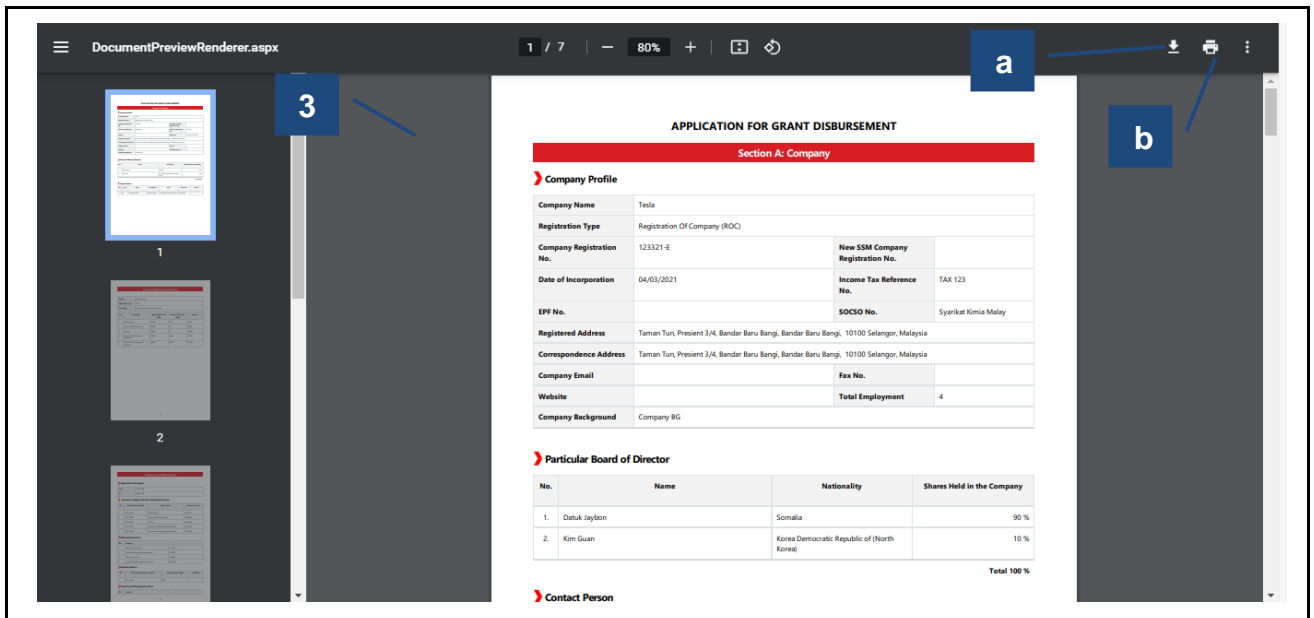 DocumentPreviewRenderer.aspx
1 / 7
80%
a
3
b
1
2
APPLICATION FOR GRANT DISBURSEMENT
Section A: Company
Company Profile
Company Name Tesla
Registration Type Registration Of Company (ROC)
Company Registration No. 123321-E New SSM Company Registration No.
Date of Incorporation 04/03/2021 Income Tax Reference No. TAX 123
EPF No. SOCSO No. Syarikat Kimia Malay
Registered Address Taman Tun, Presient 3/4, Bandar Baru Bangi, Bandar Baru Bangi, 10100 Selangor, Malaysia
Correspondence Address Taman Tun, Presient 3/4, Bandar Baru Bangi, Bandar Baru Bangi, 10100 Selangor, Malaysia
Company Email Fax No.
Website Total Employment 4
Company Background Company BG
Particular Board of Director
No. Name Nationality Shares Held in the Company
1. Datuk Jaybon Somalia 90 %
2. Kim Guan Korea Democratic Republic of (North Korea) 10 %
Total 100 %
Contact Person